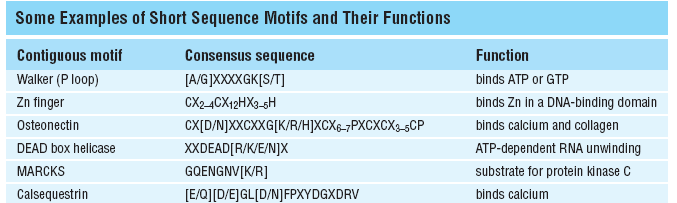 Some Examples of Short Sequence Motifs and Their Functions
Contiguous motif Consensus sequence Function
Walker (P loop) [A/G]XXXXGK[S/T] binds ATP or GTP
Zn finger CX2–4CX12HX3–5H binds Zn in a DNA-binding domain
Osteonectin CX[D/N]XXCXXG[K/R/H]XCX6–7PXCXCX3–5CP binds calcium and collagen
DEAD box helicase XXDEAD[R/K/E/N]X ATP-dependent RNA unwinding
MARCKS GQENGNV[K/R] substrate for protein kinase C
Calsequestrin [E/Q][D/E]GL[D/N]FPXYDGXDRV binds calcium